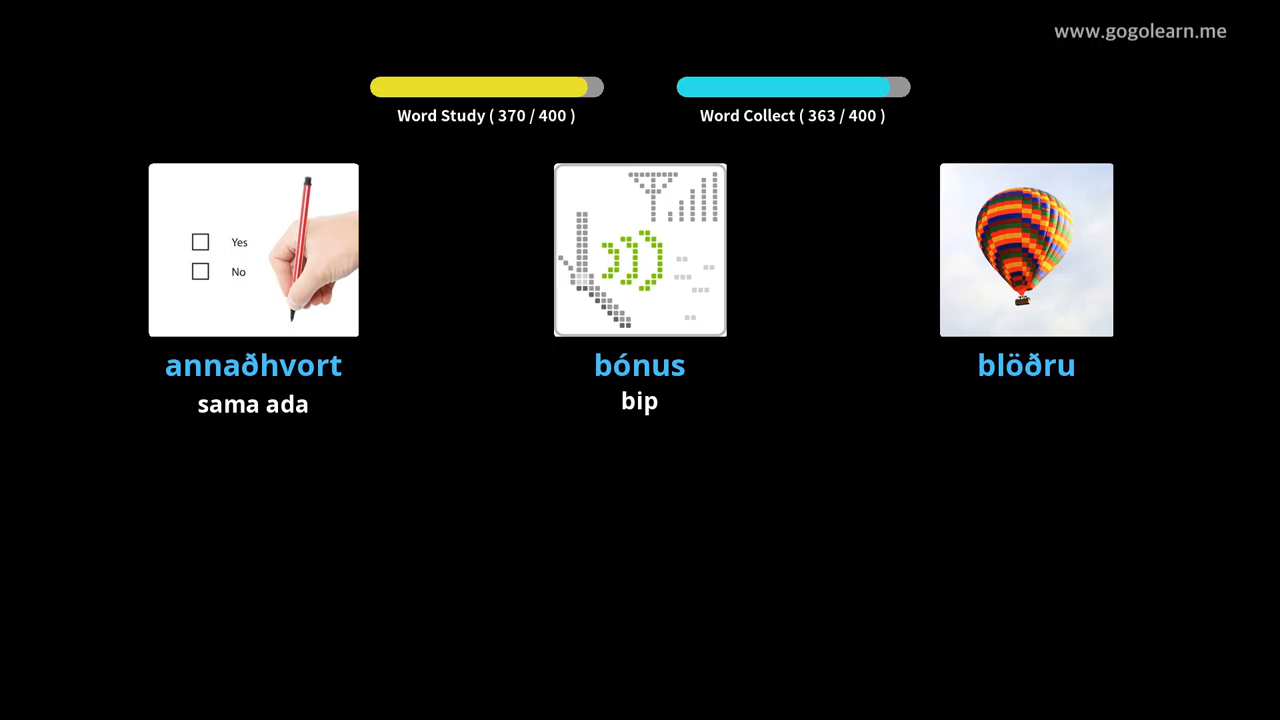 www.gogolearn.me
Word Study ( 370 / 400 )
Word Collect ( 363 / 400 )
Yes
No
annaðhvort
sama ada
bónus
bip
blöðru